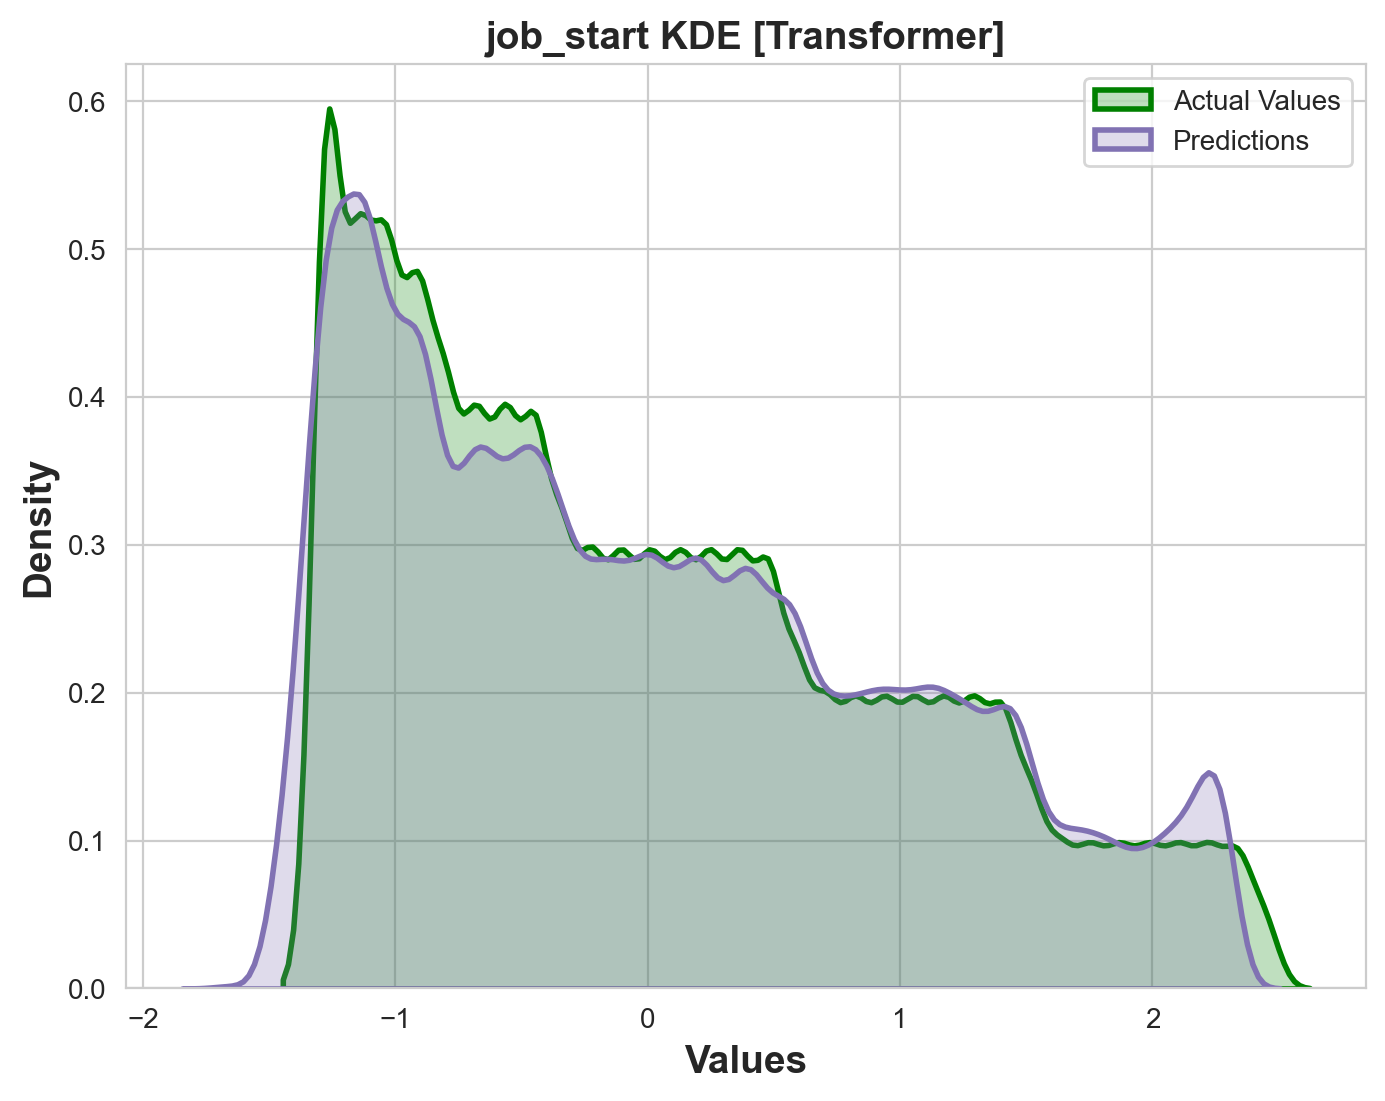 job_start KDE [Transformer]
Actual Values
Predictions
0.6
0.5
0.4
0.3
0.2
0.1
0.0
Density
−2
−1
0
1
2
Values